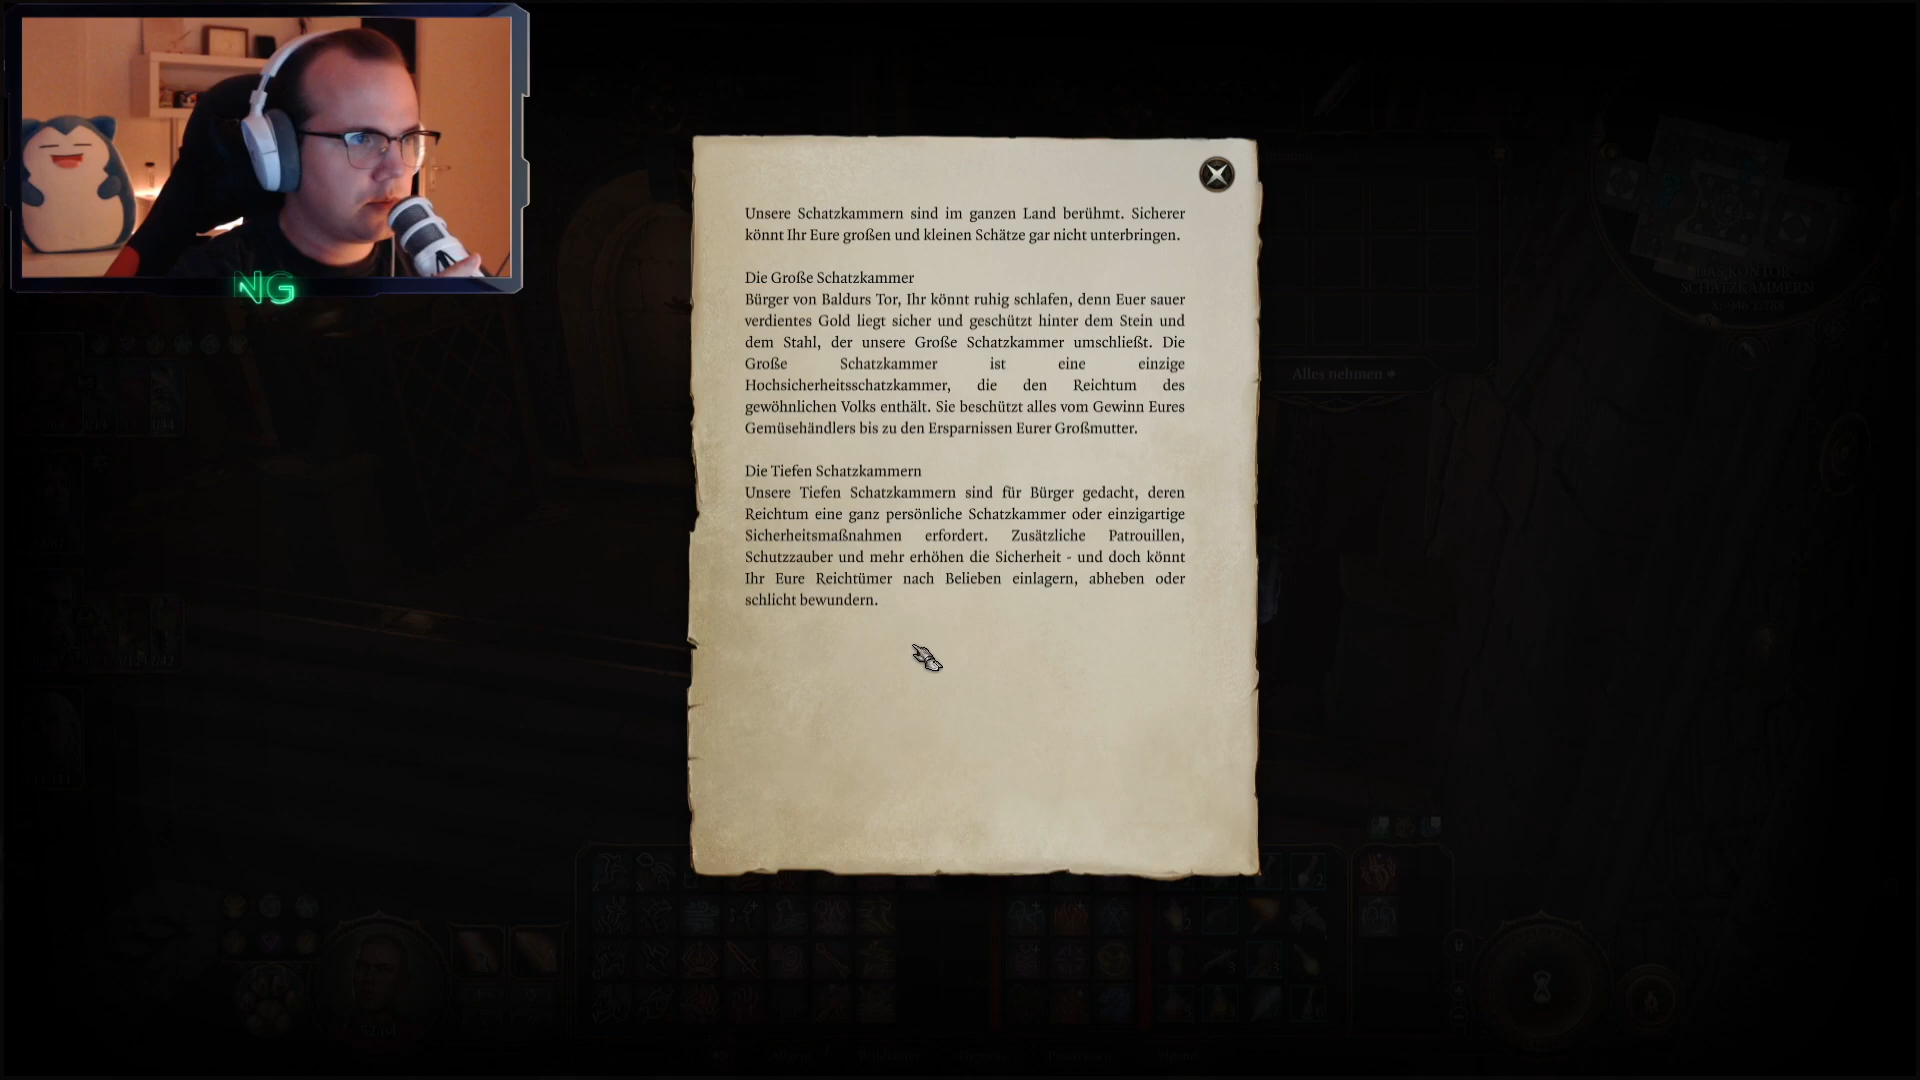 NG
Unsere Schatzkammern sind im ganzen Land berühmt. Sicherer
könnt Ihr Eure großen und kleinen Schätze gar nicht unterbringen.
Die Große Schatzkammer
Bürger von Baldurs Tor, Ihr könnt ruhig schlafen, denn Euer sauer
verdientes Gold liegt sicher und geschützt hinter dem Stein und
dem Stahl, der unsere Große Schatzkammer umschließt. Die
Große Schatzkammer ist eine einzige
Hochsicherheitsschatzkammer, die den Reichtum des
gewöhnlichen Volks enthält. Sie beschützt alles vom Gewinn Eures
Gemüsehändlers bis zu den Ersparnissen Eurer Großmutter.
Die Tiefen Schatzkammern
Unsere Tiefen Schatzkammern sind für Bürger gedacht, deren
Reichtum eine ganz persönliche Schatzkammer oder einzigartige
Sicherheitsmaßnahmen erfordert. Zusätzliche Patrouillen,
Schutzzauber und mehr erhöhen die Sicherheit - und doch könnt
Ihr Eure Reichtümer nach Belieben einlagern, abheben oder
schlicht bewundern.
DAS KONTOR -
SCHATZKAMMERN
Alles nehmen